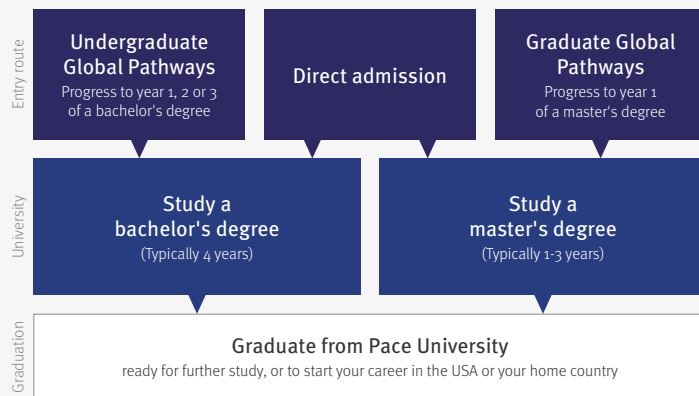 Entry route
Undergraduate
Global Pathways
Progress to year 1, 2 or 3
of a bachelor's degree
Direct admission
Graduate Global
Pathways
Progress to year 1
of a master's degree
University
Study a
bachelor's degree
(Typically 4 years)
Study a
master's degree
(Typically 1-3 years)
Graduation
Graduate from Pace University
ready for further study, or to start your career in the USA or your home country